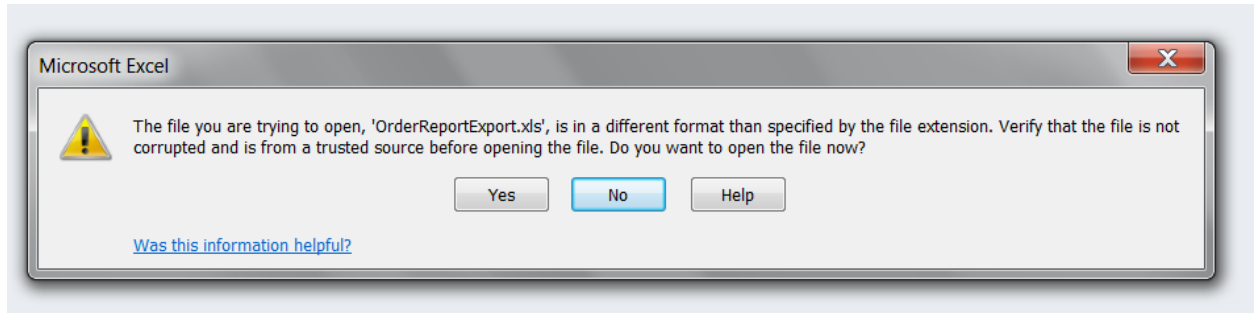 Microsoft Excel
The file you are trying to open, 'OrderReportExport.xls', is in a different format than specified by the file extension. Verify that the file is not
corrupted and is from a trusted source before opening the file. Do you want to open the file now?
Yes No Help
Was this information helpful?